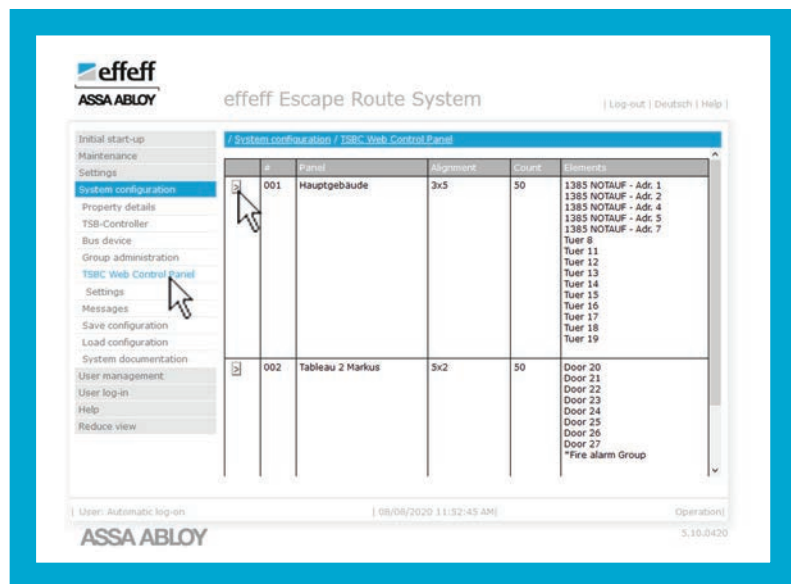 effeff
ASSA ABLOY
effeff Escape Route System
| Log-out | Deutsch | Help |
Initial start-up
Maintenance
Settings
System configuration
Property details
TSB-Controller
Bus device
Group administration
TSBC Web Control Panel
Settings
Messages
Save configuration
Load configuration
System documentation
User management
User log-in
Help
Reduce view
/ System configuration / TSBC Web Control Panel
# Panel Alignment Count Elements
> 001 Hauptgebäude 3x5 50 1385 NOTAUF - Adr. 1
1385 NOTAUF - Adr. 2
1385 NOTAUF - Adr. 4
1385 NOTAUF - Adr. 5
1385 NOTAUF - Adr. 7
Tuer 8
Tuer 11
Tuer 12
Tuer 13
Tuer 14
Tuer 15
Tuer 16
Tuer 17
Tuer 18
Tuer 19
> 002 Tableau 2 Markus 5x2 50 Door 20
Door 21
Door 22
Door 23
Door 24
Door 25
Door 26
Door 27
*Fire alarm Group
| User: Automatic log-on | 08/08/2020 11:52:45 AM| Operation|
ASSA ABLOY
5.10.0420